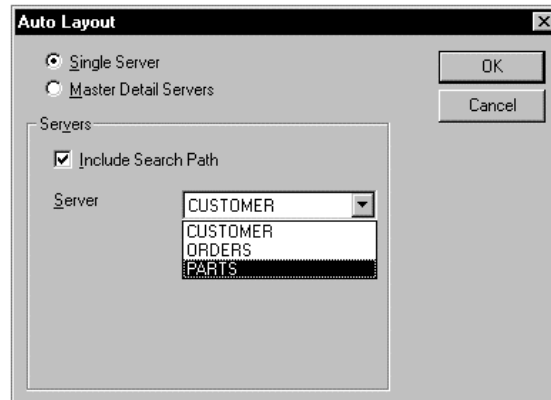 Auto Layout
Single Server
Master Detail Servers
OK
Cancel
Servers
Include Search Path
Server
CUSTOMER
CUSTOMER
ORDERS
PARTS